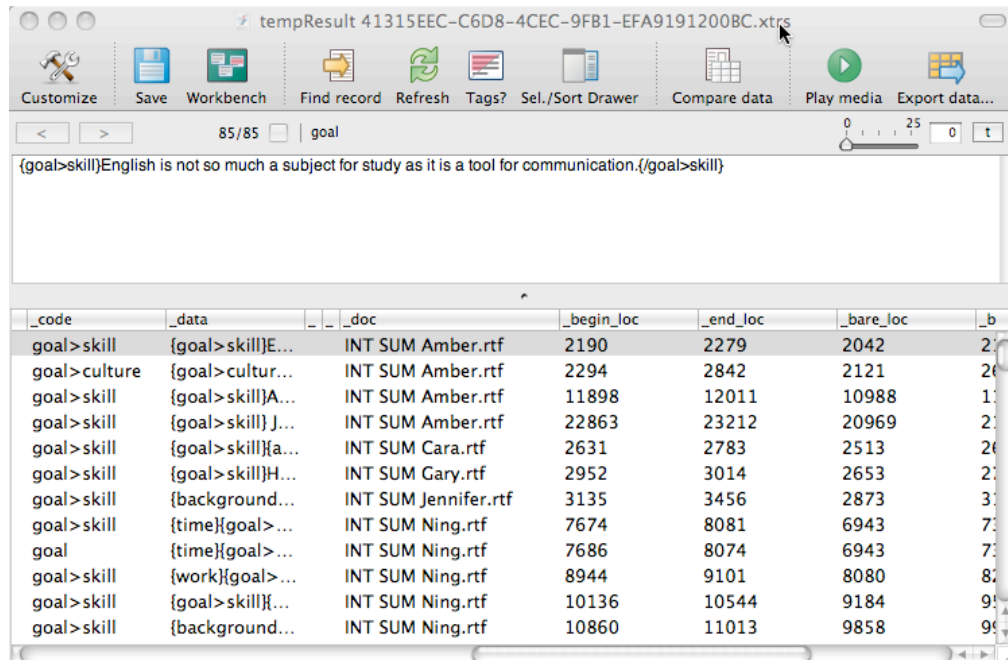 tempResult 41315EEC-C6D8-4CEC-9FB1-EFA9191200BC.xtrs
Customize Save Workbench Find record Refresh Tags? Sel./Sort Drawer Compare data Play media Export data...
< > 85/85 goal 0 25 0 t
{goal>skill}English is not so much a subject for study as it is a tool for communication.{/goal>skill}
_code _data _ _ _doc _begin_loc _end_loc _bare_loc _b
goal>skill {goal>skill}E... INT SUM Amber.rtf 2190 2279 2042
goal>culture {goal>cultur... INT SUM Amber.rtf 2294 2842 2121
goal>skill {goal>skill}A... INT SUM Amber.rtf 11898 12011 10988
goal>skill {goal>skill} J... INT SUM Amber.rtf 22863 23212 20969
goal>skill {goal>skill}{a... INT SUM Cara.rtf 2631 2783 2513
goal>skill {goal>skill}H... INT SUM Gary.rtf 2952 3014 2653
goal>skill {background... INT SUM Jennifer.rtf 3135 3456 2873
goal>skill {time}{goal>... INT SUM Ning.rtf 7674 8081 6943
goal {time}{goal>... INT SUM Ning.rtf 7686 8074 6943
goal>skill {work}{goal>... INT SUM Ning.rtf 8944 9101 8080
goal>skill {goal>skill}{... INT SUM Ning.rtf 10136 10544 9184
goal>skill {background... INT SUM Ning.rtf 10860 11013 9858